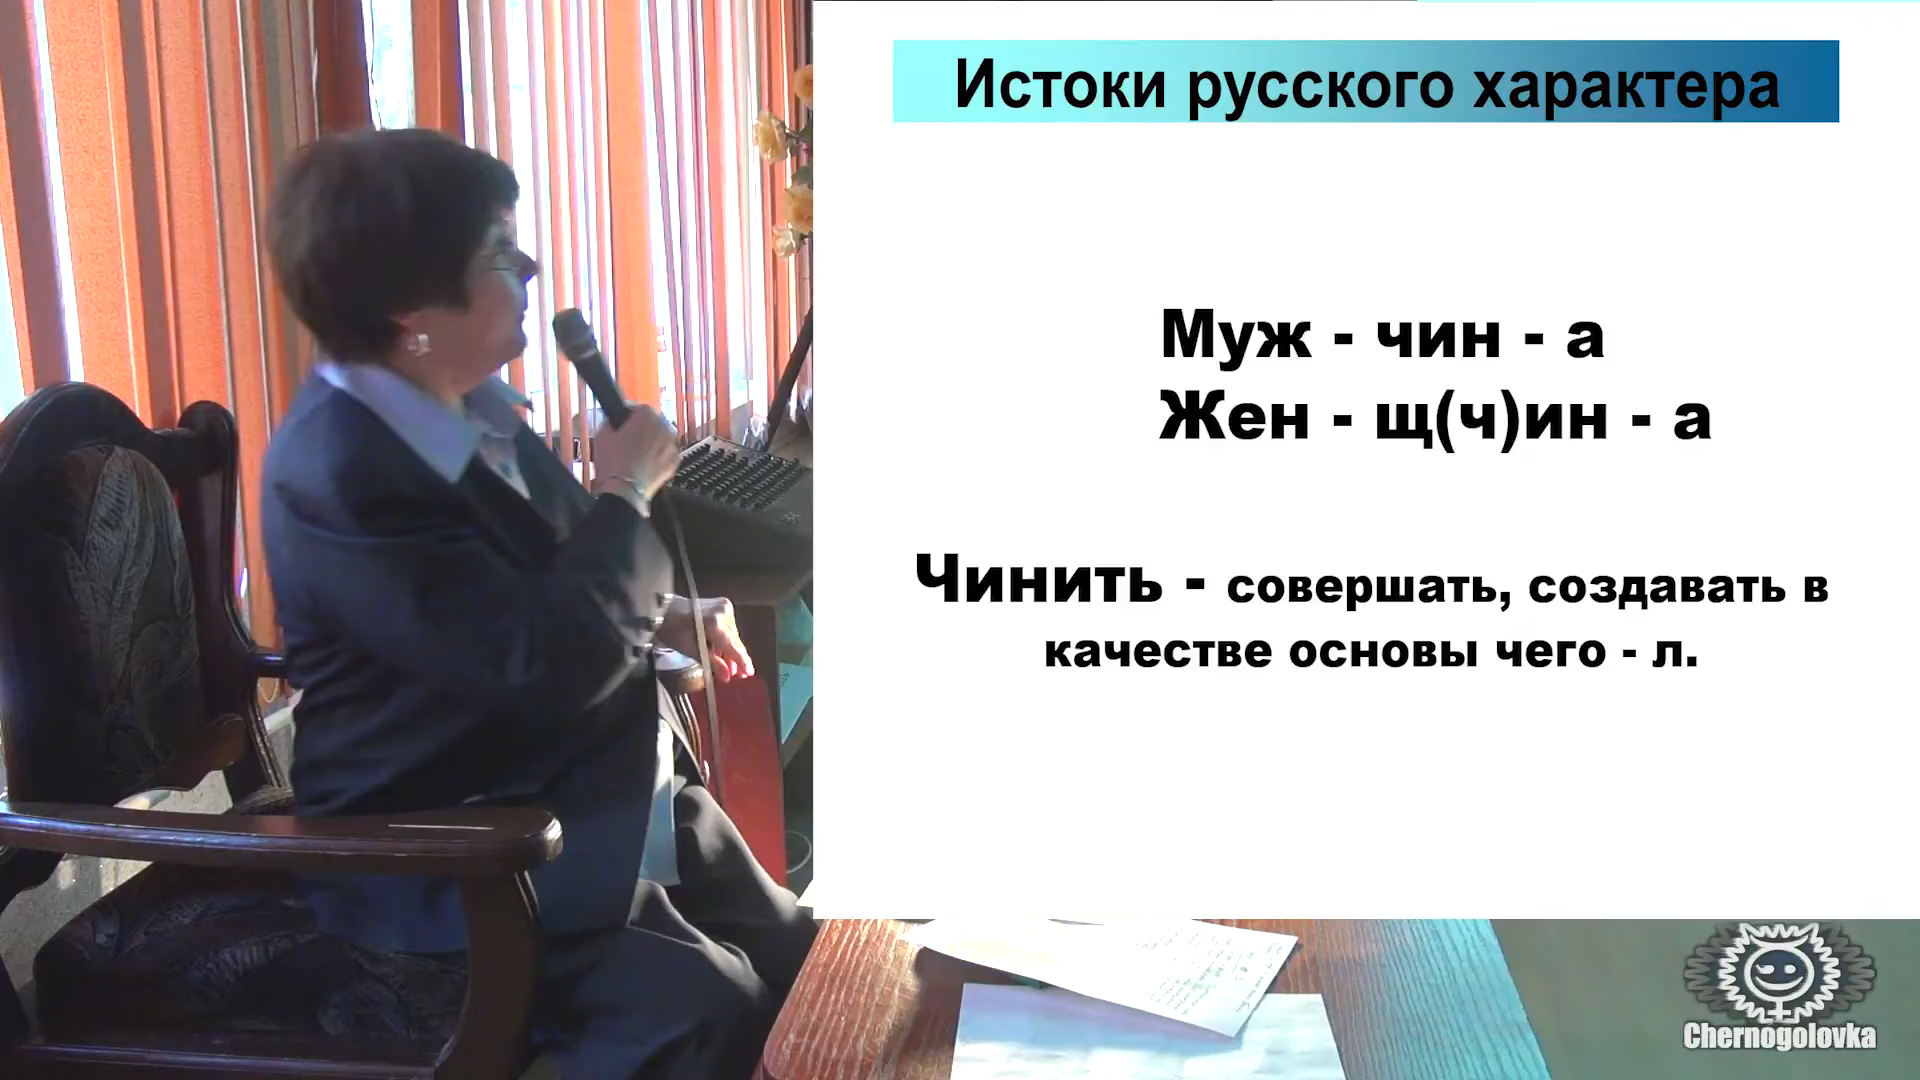 Истоки русского характера
Муж - чин - а
Жен - щ(ч)ин - а
Чинить - совершать, создавать в
качестве основы чего - л.
Chernogolovka